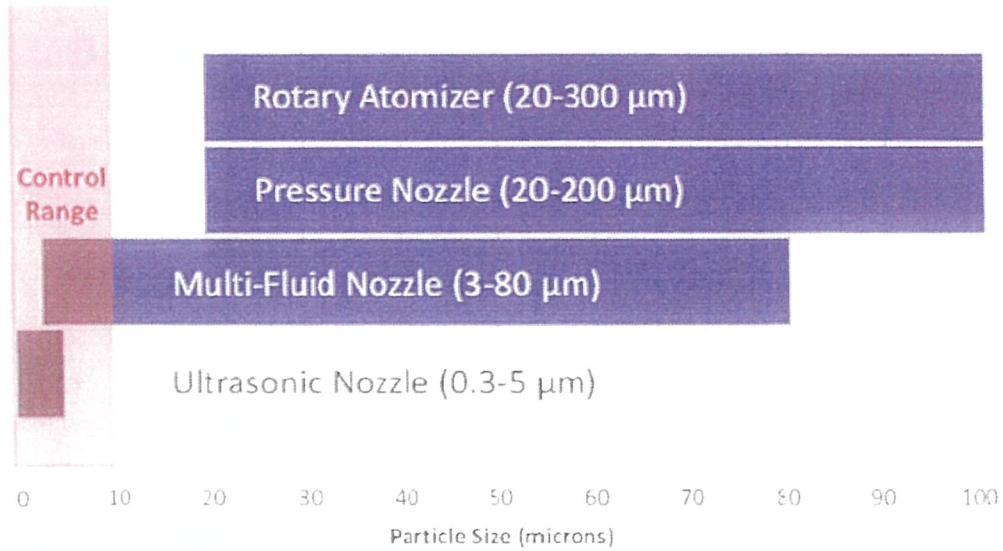 Rotary Atomizer (20-300 μm)
Control
Range
Pressure Nozzle (20-200 μm)
Multi-Fluid Nozzle (3-80 μm)
Ultrasonic Nozzle (0.3-5 μm)
0 10 20 30 40 50 60 70 80 90 100
Particle Size (microns)